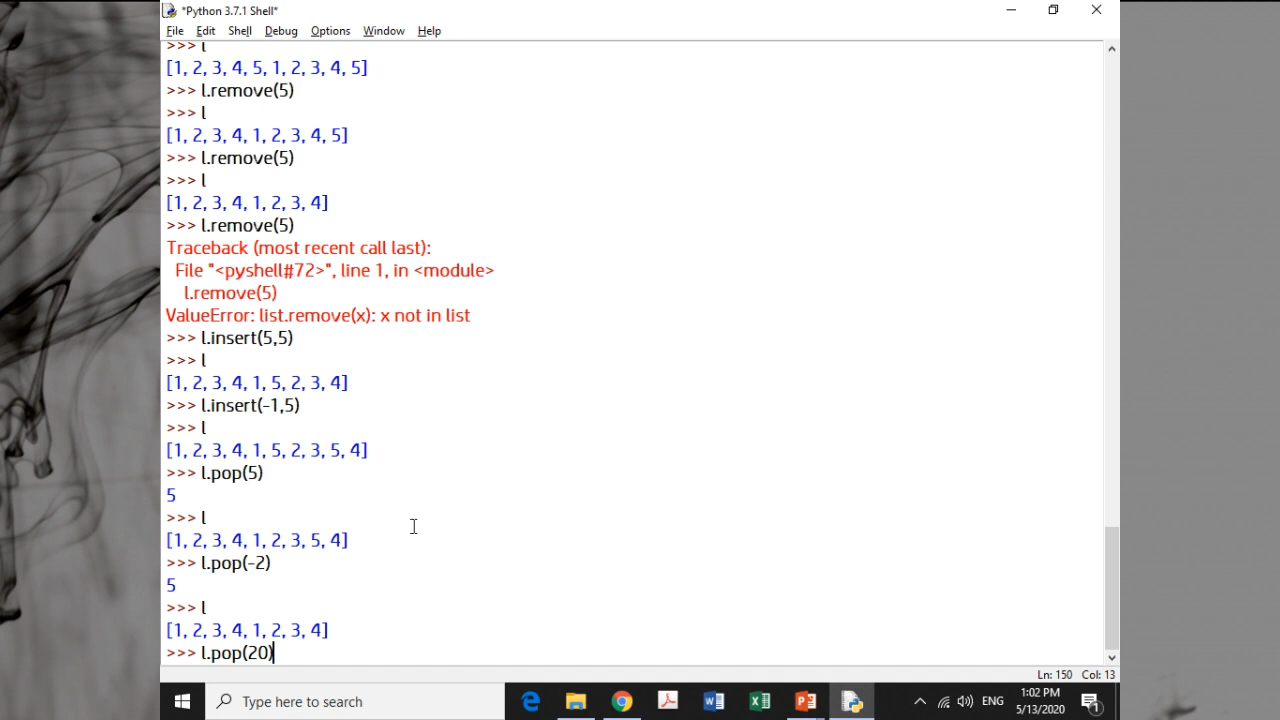 *Python 3.7.1 Shell*
File Edit Shell Debug Options Window Help
>>> l
[1, 2, 3, 4, 5, 1, 2, 3, 4, 5]
>>> l.remove(5)
>>> l
[1, 2, 3, 4, 1, 2, 3, 4, 5]
>>> l.remove(5)
>>> l
[1, 2, 3, 4, 1, 2, 3, 4]
>>> l.remove(5)
Traceback (most recent call last):
  File "<pyshell#72>", line 1, in <module>
    l.remove(5)
ValueError: list.remove(x): x not in list
>>> l.insert(5,5)
>>> l
[1, 2, 3, 4, 1, 5, 2, 3, 4]
>>> l.insert(-1,5)
>>> l
[1, 2, 3, 4, 1, 5, 2, 3, 5, 4]
>>> l.pop(5)
5
>>> l
[1, 2, 3, 4, 1, 2, 3, 5, 4]
>>> l.pop(-2)
5
>>> l
[1, 2, 3, 4, 1, 2, 3, 4]
>>> l.pop(20)
Ln: 150 Col: 13
Type here to search
ENG
1:02 PM
5/13/2020
1